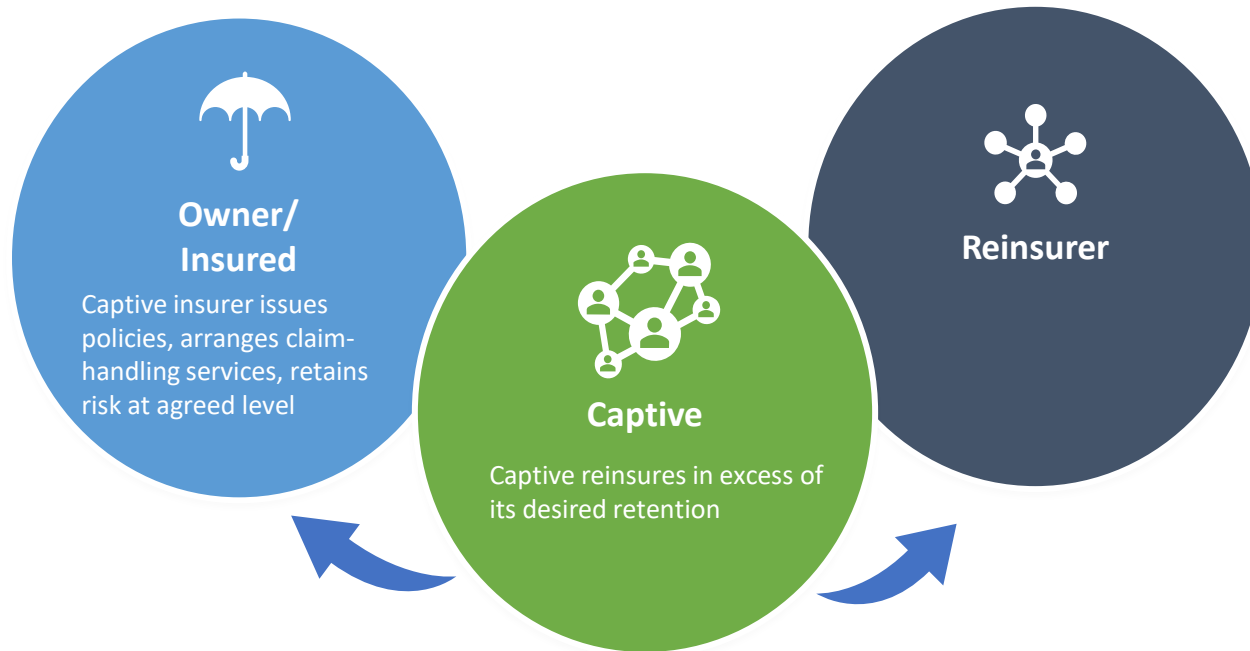 Owner/
Insured
Captive insurer issues
policies, arranges claim-
handling services, retains
risk at agreed level
Captive
Captive reinsures in excess of
its desired retention
Reinsurer